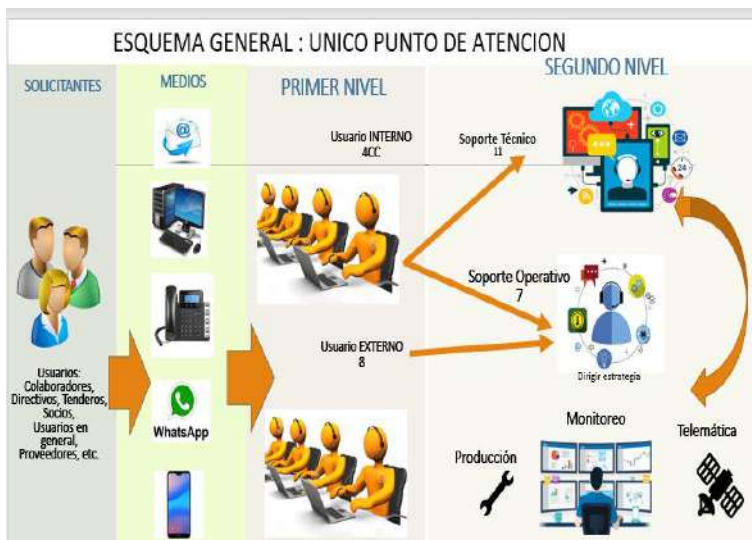 ESQUEMA GENERAL : UNICO PUNTO DE ATENCION
SOLICITANTES
Usuarios:
Colaboradores,
Directivos, Tenderos,
Socios,
Usuarios en
general,
Proveedores, etc.
MEDIOS
@
WhatsApp
PRIMER NIVEL
Usuario INTERNO
4CC
Usuario EXTERNO
8
SEGUNDO NIVEL
Soporte Técnico
11
24
Soporte Operativo
7
Dirigir estrategia
Monitoreo
Producción
Telemática